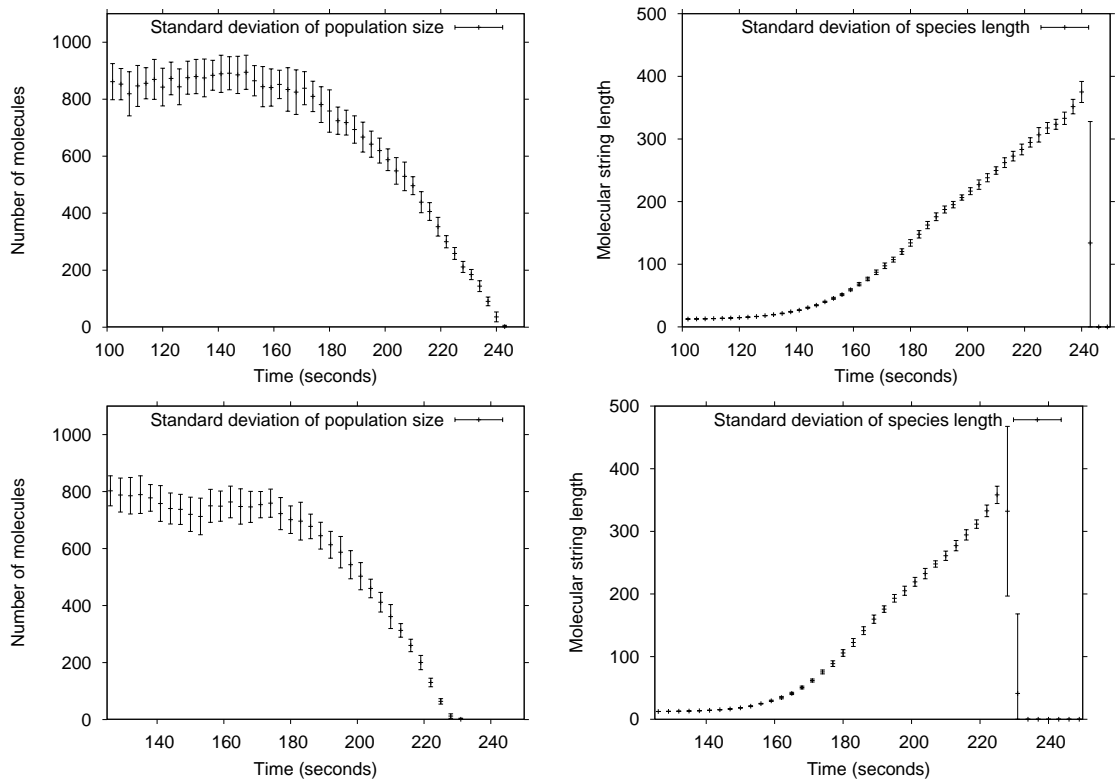 Standard deviation of population size
Number of molecules
1000
800
600
400
200
0
100 120 140 160 180 200 220 240
Time (seconds)
Standard deviation of species length
Molecular string length
500
400
300
200
100
0
100 120 140 160 180 200 220 240
Time (seconds)
Standard deviation of population size
Number of molecules
1000
800
600
400
200
0
140 160 180 200 220 240
Time (seconds)
Standard deviation of species length
Molecular string length
500
400
300
200
100
0
140 160 180 200 220 240
Time (seconds)